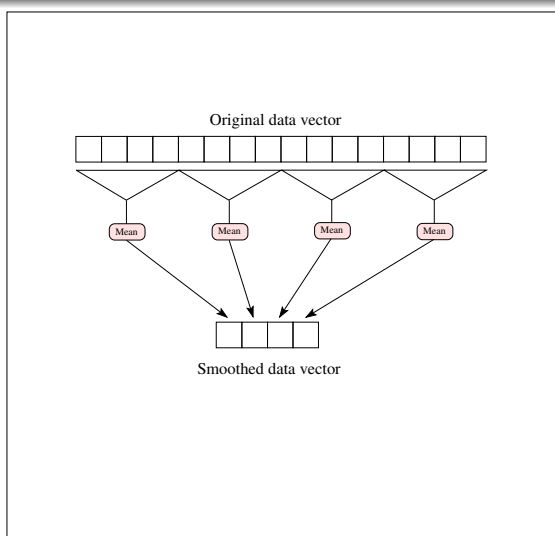 Original data vector
Mean Mean Mean Mean
Smoothed data vector